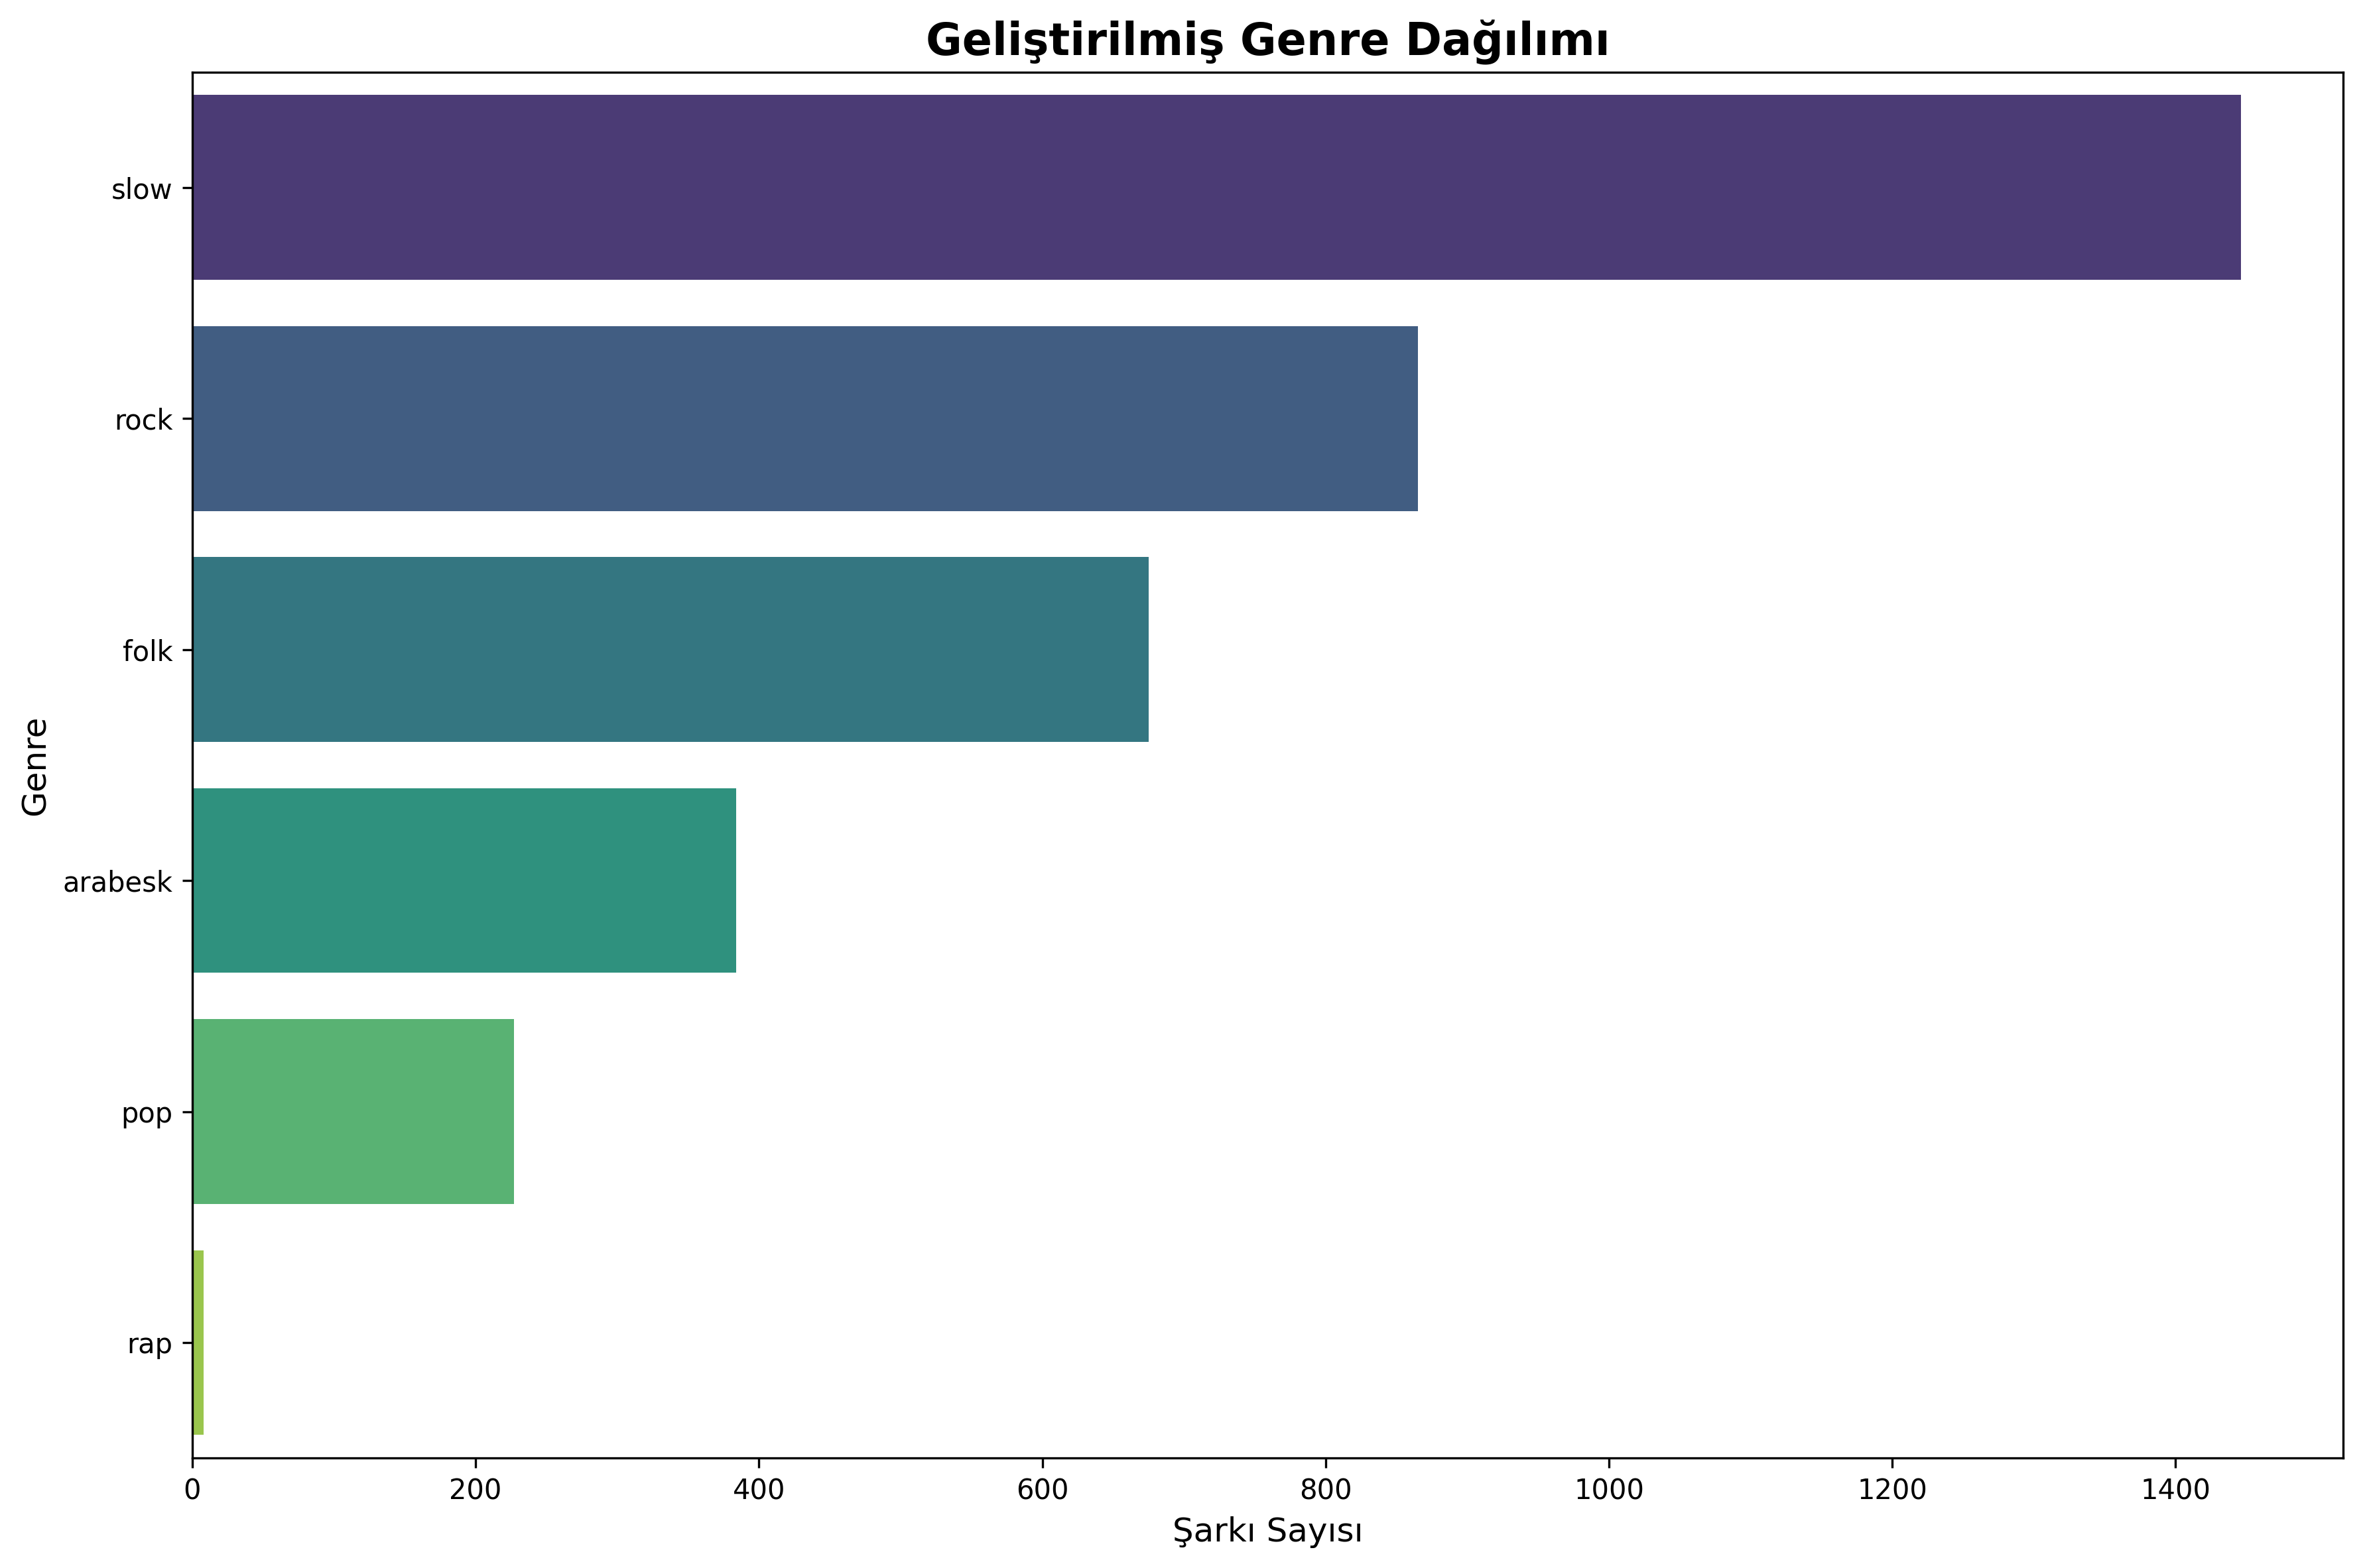 Geliştirilmiş Genre Dağılımı
Genre
slow
rock
folk
arabesk
pop
rap
0 200 400 600 800 1000 1200 1400
Şarkı Sayısı